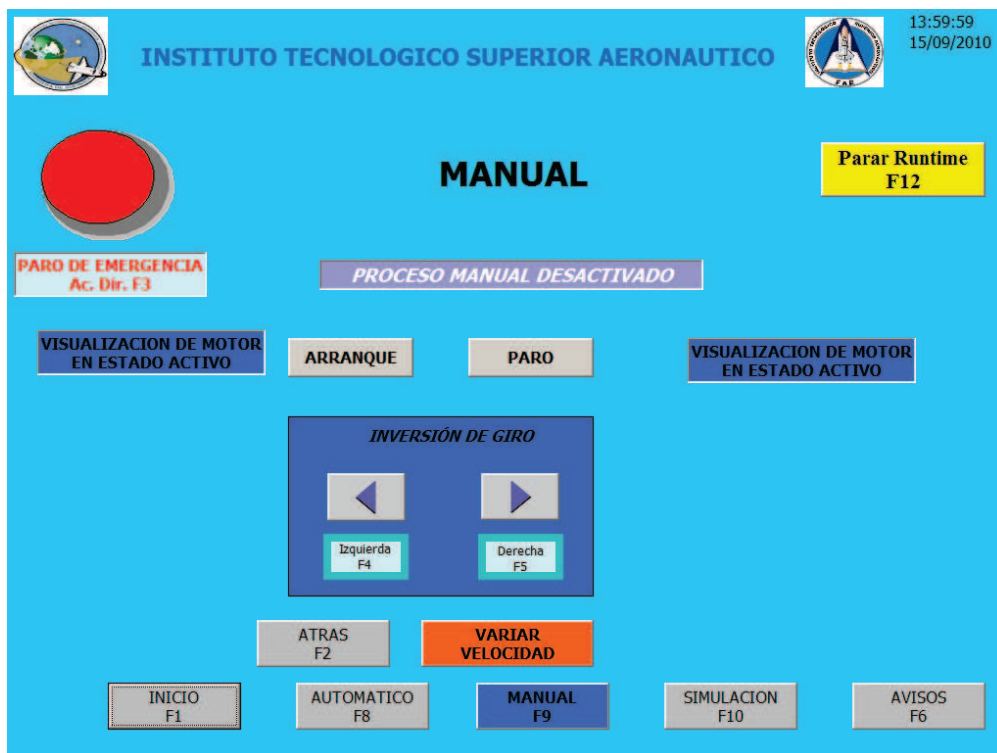 INSTITUTO TECNOLOGICO SUPERIOR AERONAUTICO
13:59:59
15/09/2010
F A E
MANUAL
Parar Runtime
F12
PARO DE EMERGENCIA
Ac. Dir. F3
PROCESO MANUAL DESACTIVADO
VISUALIZACION DE MOTOR
EN ESTADO ACTIVO
ARRANQUE
PARO
VISUALIZACION DE MOTOR
EN ESTADO ACTIVO
INVERSIÓN DE GIRO
Izquierda
F4
Derecha
F5
ATRAS
F2
VARIAR
VELOCIDAD
INICIO
F1
AUTOMATICO
F8
MANUAL
F9
SIMULACION
F10
AVISOS
F6